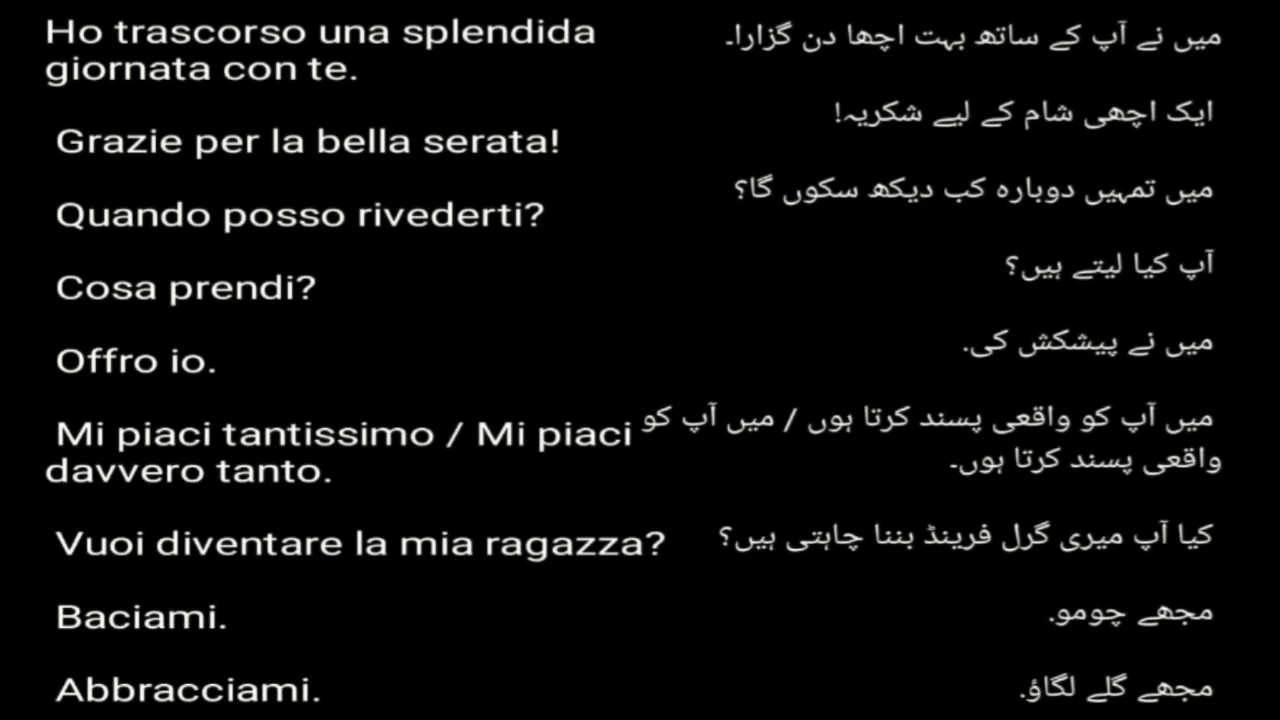 Ho trascorso una splendida
giornata con te.
Grazie per la bella serata!
Quando posso rivederti?
Cosa prendi?
Offro io.
Mi piaci tantissimo / Mi piaci
davvero tanto.
Vuoi diventare la mia ragazza?
Baciami.
Abbracciami.
میں نے آپ کے ساتھ بہت اچھا دن گزارا۔
ایک اچھی شام کے لیے شکریہ!
میں تمہیں دوبارہ کب دیکھ سکوں گا؟
آپ کیا لیتے ہیں؟
میں نے پیشکش کی.
میں آپ کو واقعی پسند کرتا ہوں / میں آپ کو
واقعی پسند کرتا ہوں۔
کیا آپ میری گرل فرینڈ بننا چاہتی ہیں؟
مجھے چومو.
مجھے گلے لگاؤ.